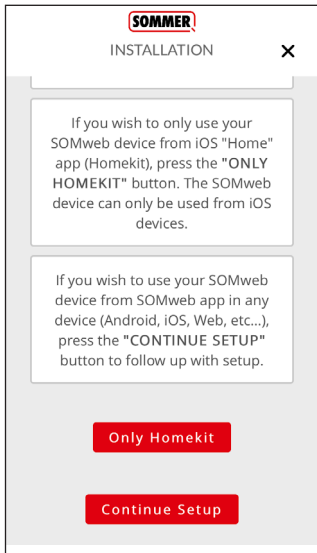 SOMMER
INSTALLATION
If you wish to only use your
SOMweb device from iOS "Home"
app (Homekit), press the "ONLY
HOMEKIT" button. The SOMweb
device can only be used from iOS
devices.
If you wish to use your SOMweb
device from SOMweb app in any
device (Android, iOS, Web, etc...),
press the "CONTINUE SETUP"
button to follow up with setup.
Only Homekit
Continue Setup